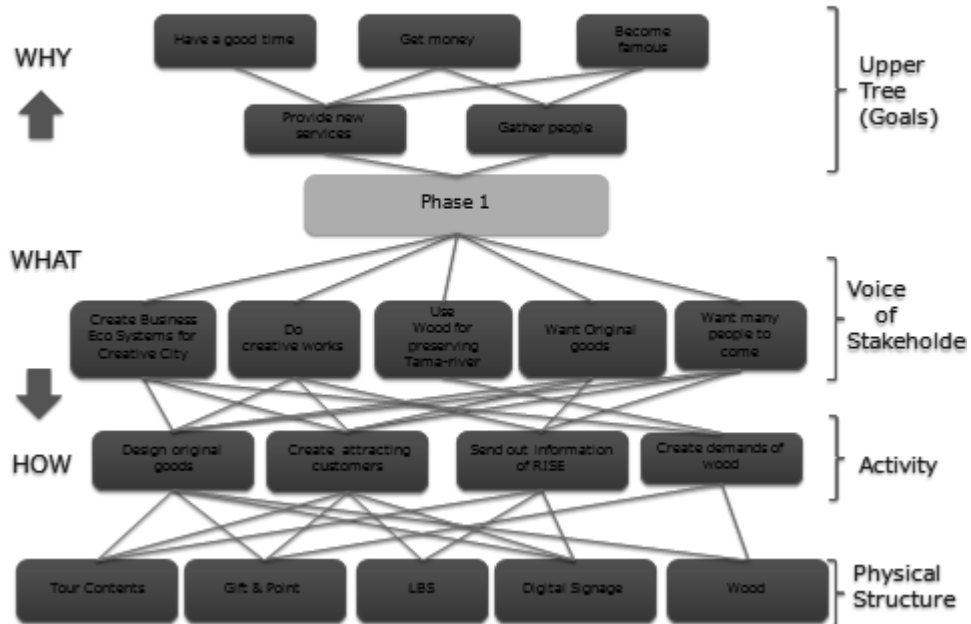 WHY
Have a good time
Get money
Become
famous
Upper
Tree
(Goals)
Provide new
services
Gather people
Phase 1
WHAT
Create Business
Eco Systems for
Creative City
Do
creative works
Use
Wood for
preserving
Tama-river
Want Original
goods
Want many
people to
come
Voice
of
Stakeholde
HOW
Design original
goods
Create attracting
customers
Send out information
of RISE
Create demands of
wood
Activity
Tour Contents
Gift & Point
LBS
Digital Signage
Wood
Physical
Structure